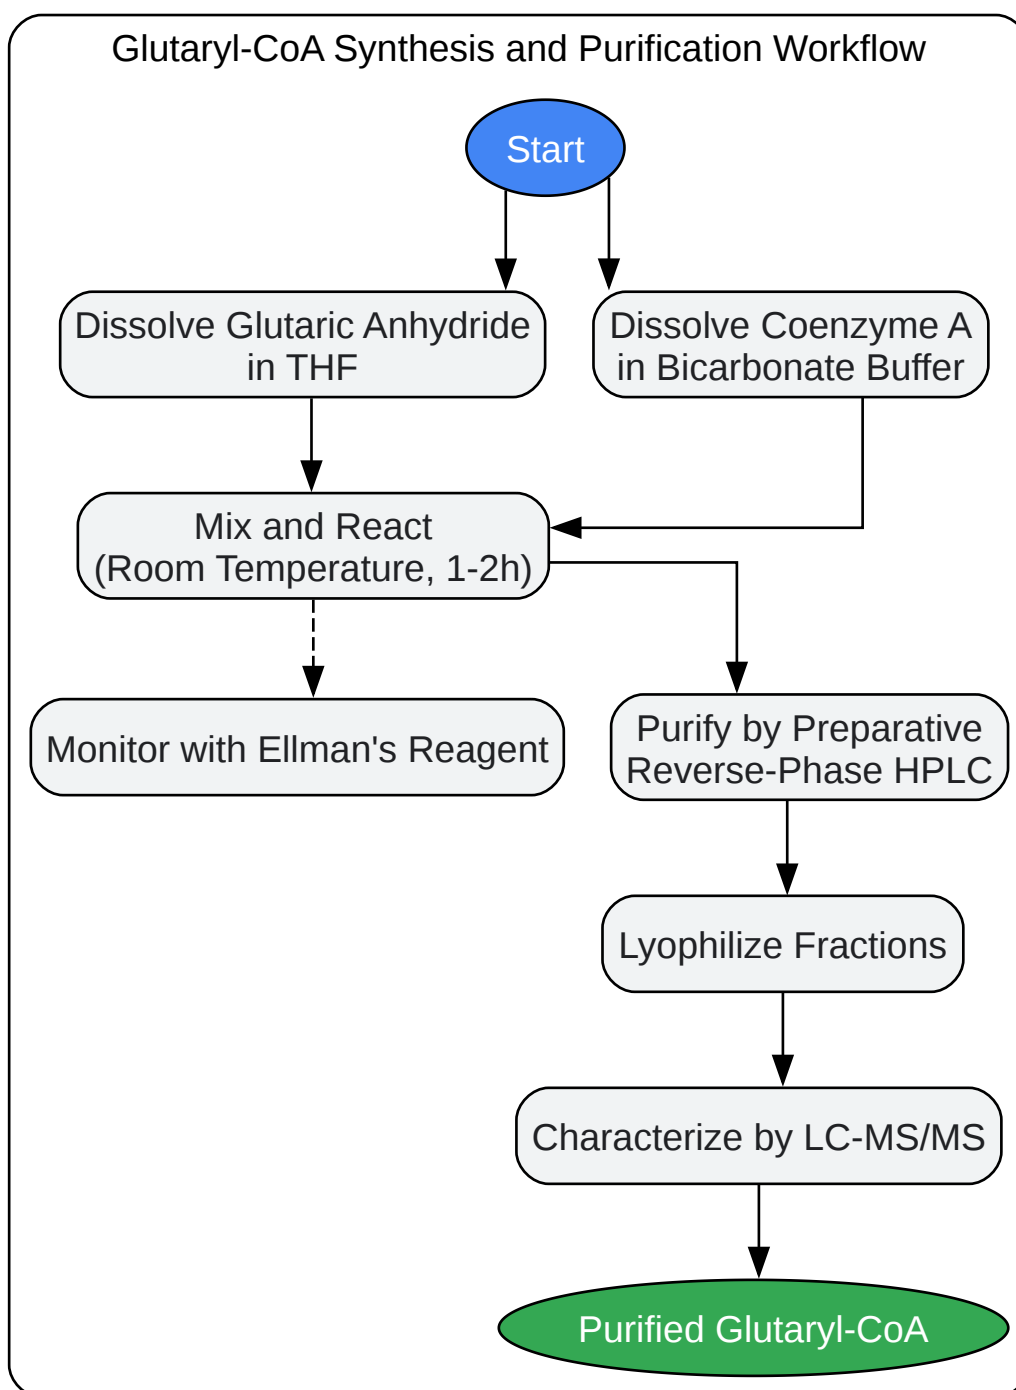 Glutaryl-CoA Synthesis and Purification Workflow
Start
Dissolve Glutaric Anhydride
in THF
Dissolve Coenzyme A
in Bicarbonate Buffer
Mix and React
(Room Temperature, 1-2h)
Monitor with Ellman's Reagent
Purify by Preparative
Reverse-Phase HPLC
Lyophilize Fractions
Characterize by LC-MS/MS
Purified Glutaryl-CoA